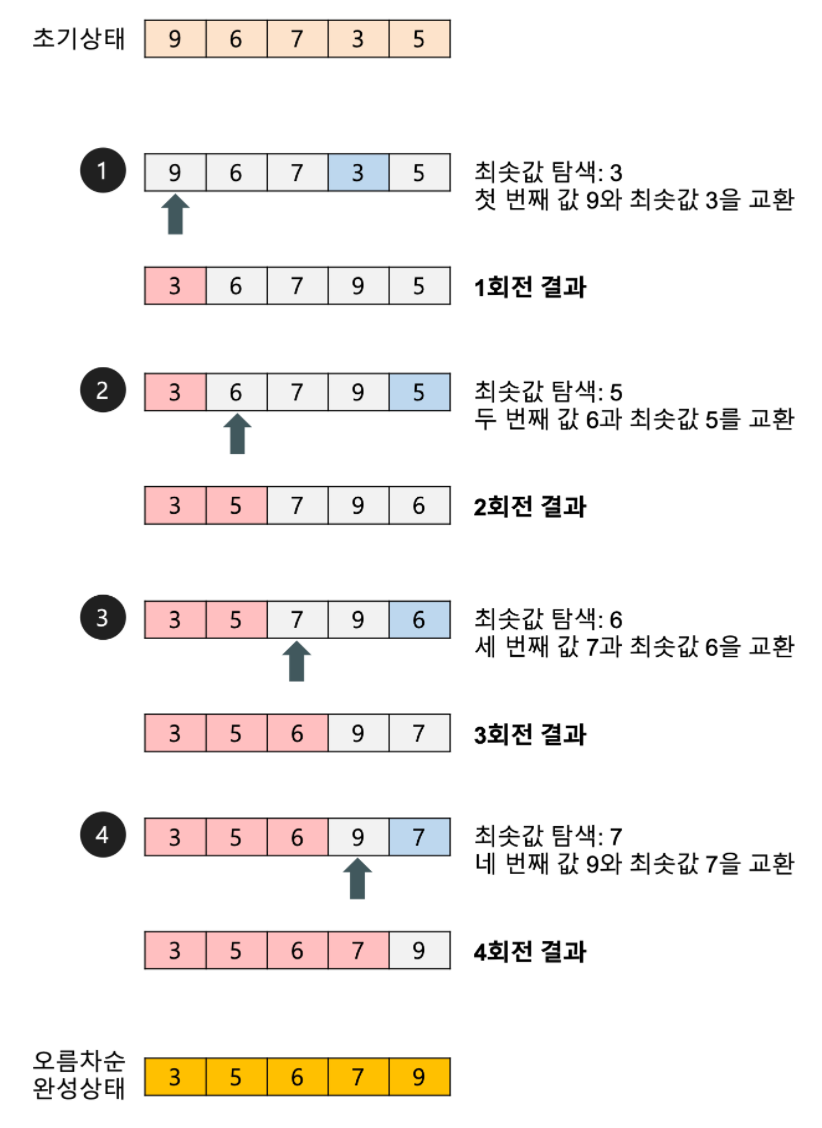 초기상태 9 6 7 3 5
1 9 6 7 3 5 최솟값 탐색: 3
첫 번째 값 9와 최솟값 3을 교환
3 6 7 9 5 1회전 결과
2 3 6 7 9 5 최솟값 탐색: 5
두 번째 값 6과 최솟값 5를 교환
3 5 7 9 6 2회전 결과
3 3 5 7 9 6 최솟값 탐색: 6
세 번째 값 7과 최솟값 6을 교환
3 5 6 9 7 3회전 결과
4 3 5 6 9 7 최솟값 탐색: 7
네 번째 값 9와 최솟값 7을 교환
3 5 6 7 9 4회전 결과
오름차순
완성상태 3 5 6 7 9